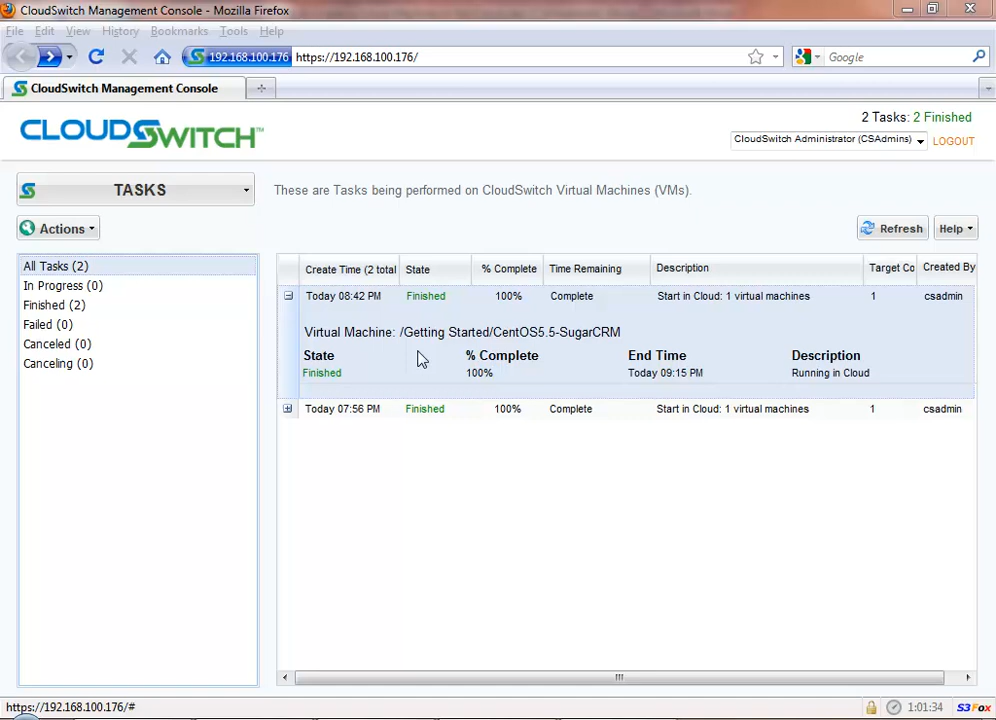 CloudSwitch Management Console - Mozilla Firefox
File Edit View History Bookmarks Tools Help
192.168.100.176 https://192.168.100.176/ Google
CloudSwitch Management Console
2 Tasks: 2 Finished
CLOUDSWITCH™
CloudSwitch Administrator (CSAdmins) LOGOUT
TASKS These are Tasks being performed on CloudSwitch Virtual Machines (VMs).
Actions Refresh Help
All Tasks (2)
In Progress (0)
Finished (2)
Failed (0)
Canceled (0)
Canceling (0)
Create Time (2 total State % Complete Time Remaining Description Target Co Created By
Today 08:42 PM Finished 100% Complete Start in Cloud: 1 virtual machines 1 csadmin
Virtual Machine: /Getting Started/CentOS5.5-SugarCRM
State % Complete End Time Description
Finished 100% Today 09:15 PM Running in Cloud
Today 07:56 PM Finished 100% Complete Start in Cloud: 1 virtual machines 1 csadmin
https://192.168.100.176/# 1:01:34 S3Fox